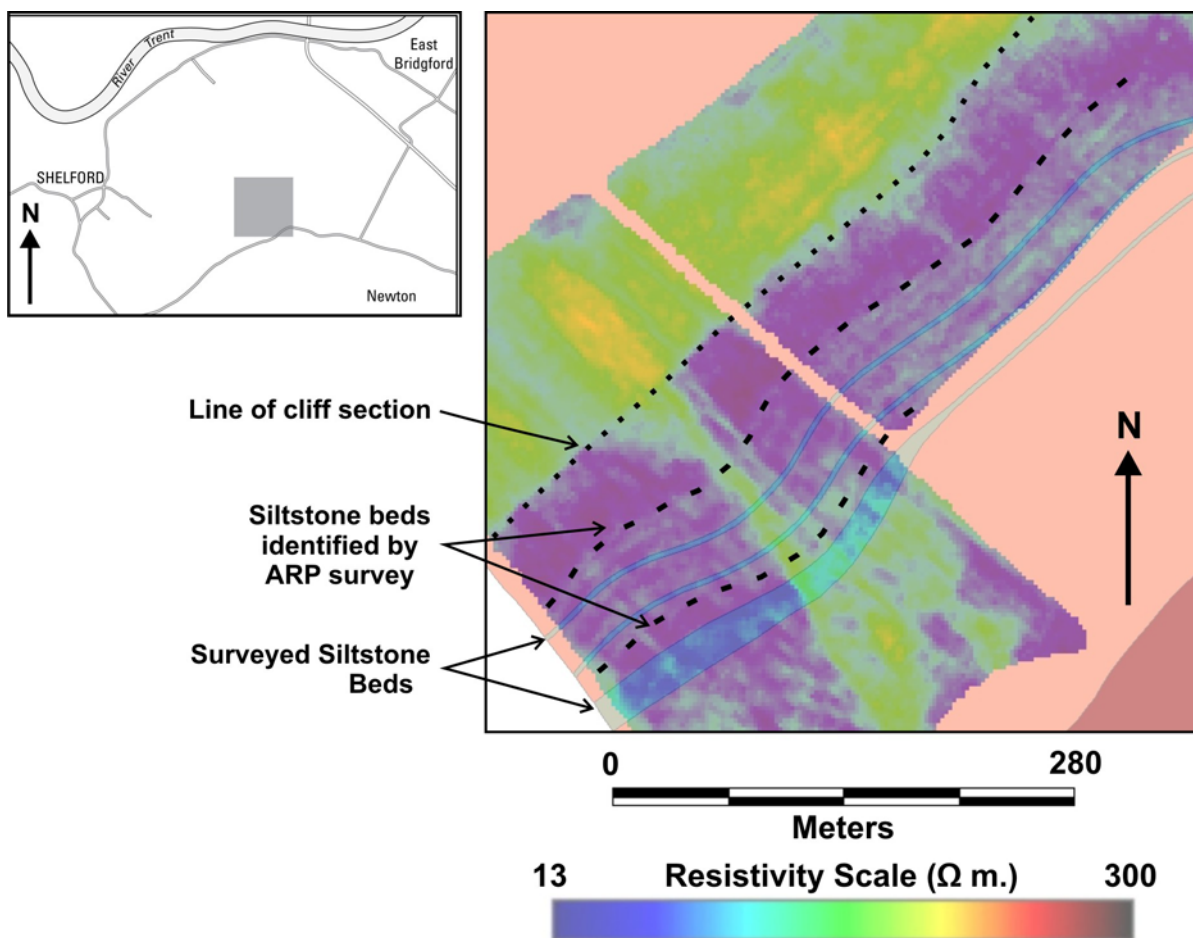 River Trent
East
Bridgford
SHELFORD
N
Newton
Line of cliff section
Siltstone beds
identified by
ARP survey
Surveyed Siltstone
Beds
N
0 280
Meters
13 Resistivity Scale (Ω m.) 300